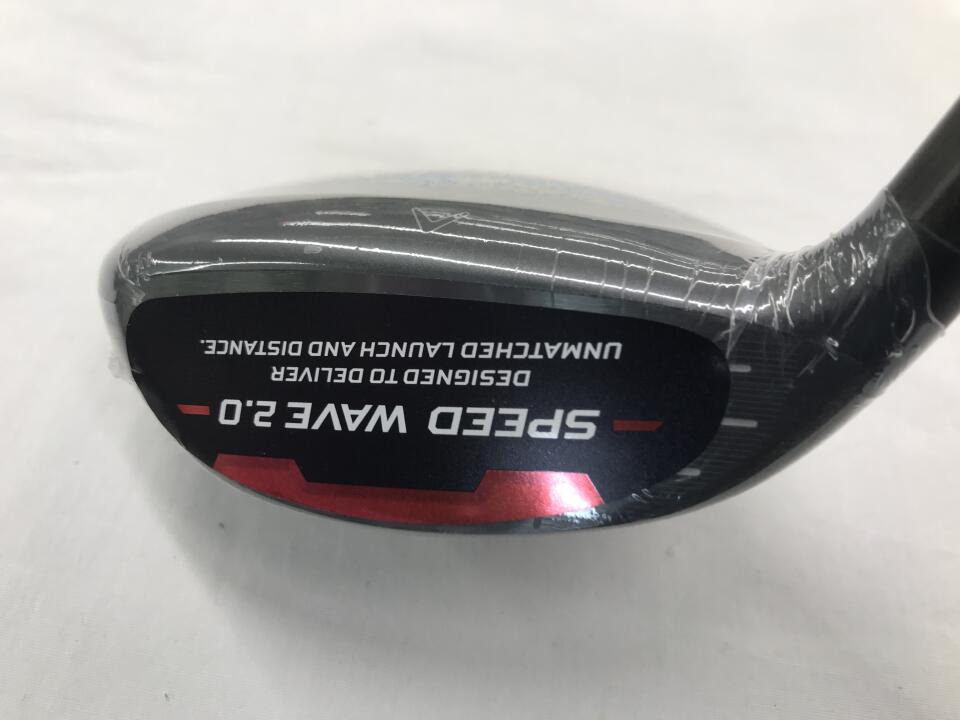 SPEED WAVE 2.0
DESIGNED TO DELIVER
UNMATCHED LAUNCH AND DISTANCE.